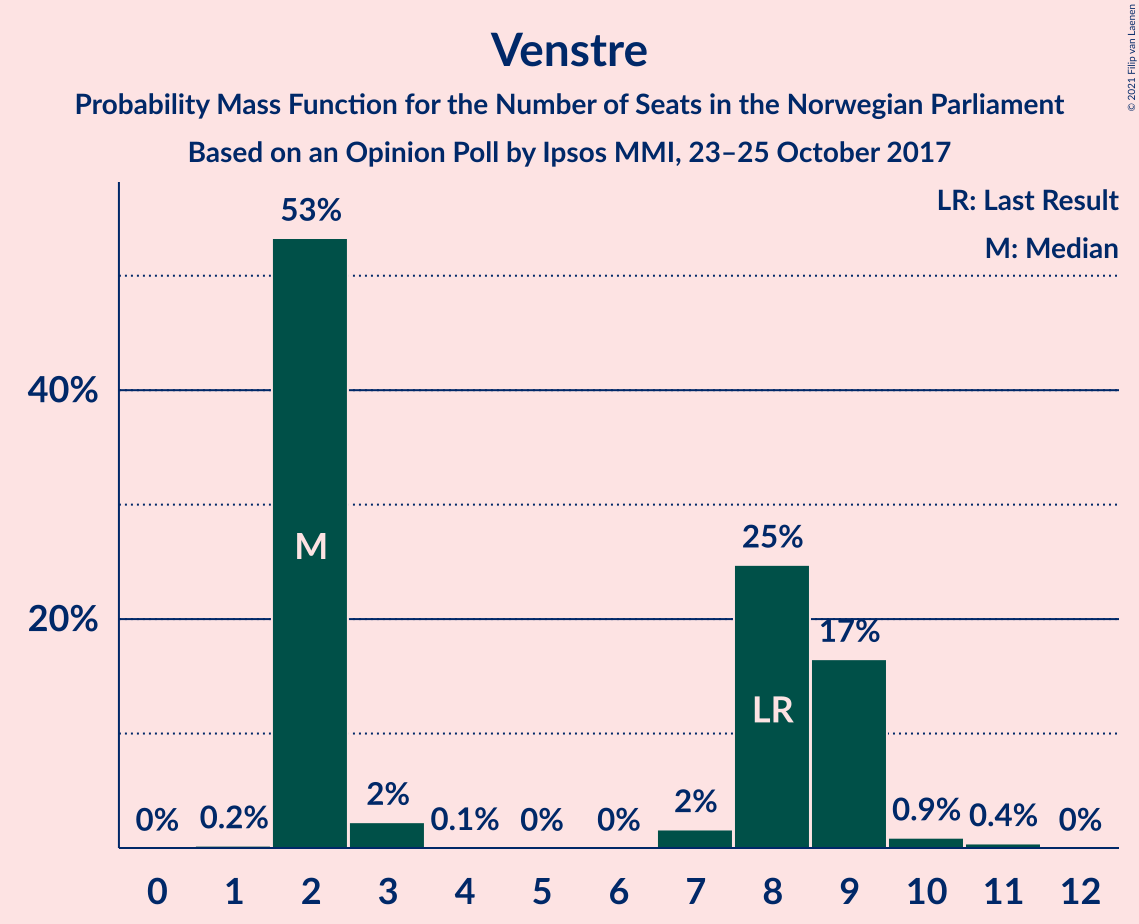 Venstre
Probability Mass Function for the Number of Seats in the Norwegian Parliament
Based on an Opinion Poll by Ipsos MMI, 23–25 October 2017
© 2021 Filip van Laenen
LR: Last Result
M: Median
53%
40%
M
25%
20%
17%
LR
0%
0.2%
2%
0.1%
0%
0%
2%
0.9%
0.4%
0%
0 1 2 3 4 5 6 7 8 9 10 11 12